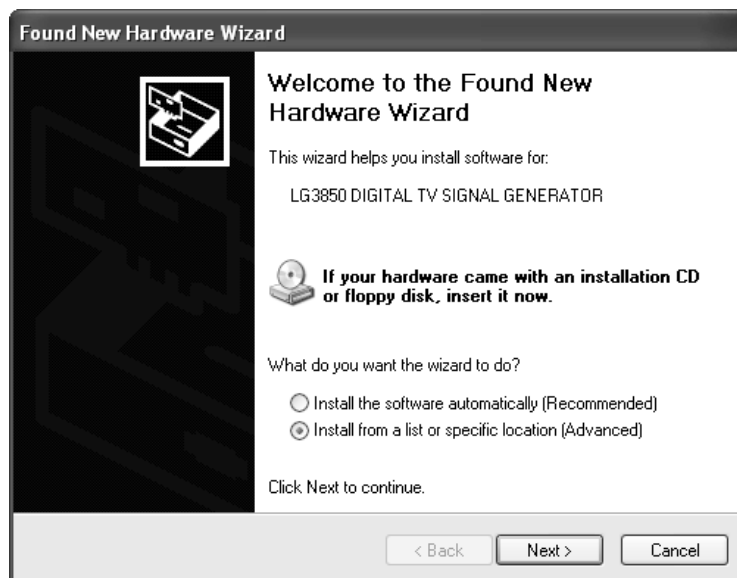 Found New Hardware Wizard
Welcome to the Found New
Hardware Wizard
This wizard helps you install software for:
LG3850 DIGITAL TV SIGNAL GENERATOR
If your hardware came with an installation CD
or floppy disk, insert it now.
What do you want the wizard to do?
Install the software automatically (Recommended)
Install from a list or specific location (Advanced)
Click Next to continue.
< Back Next > Cancel